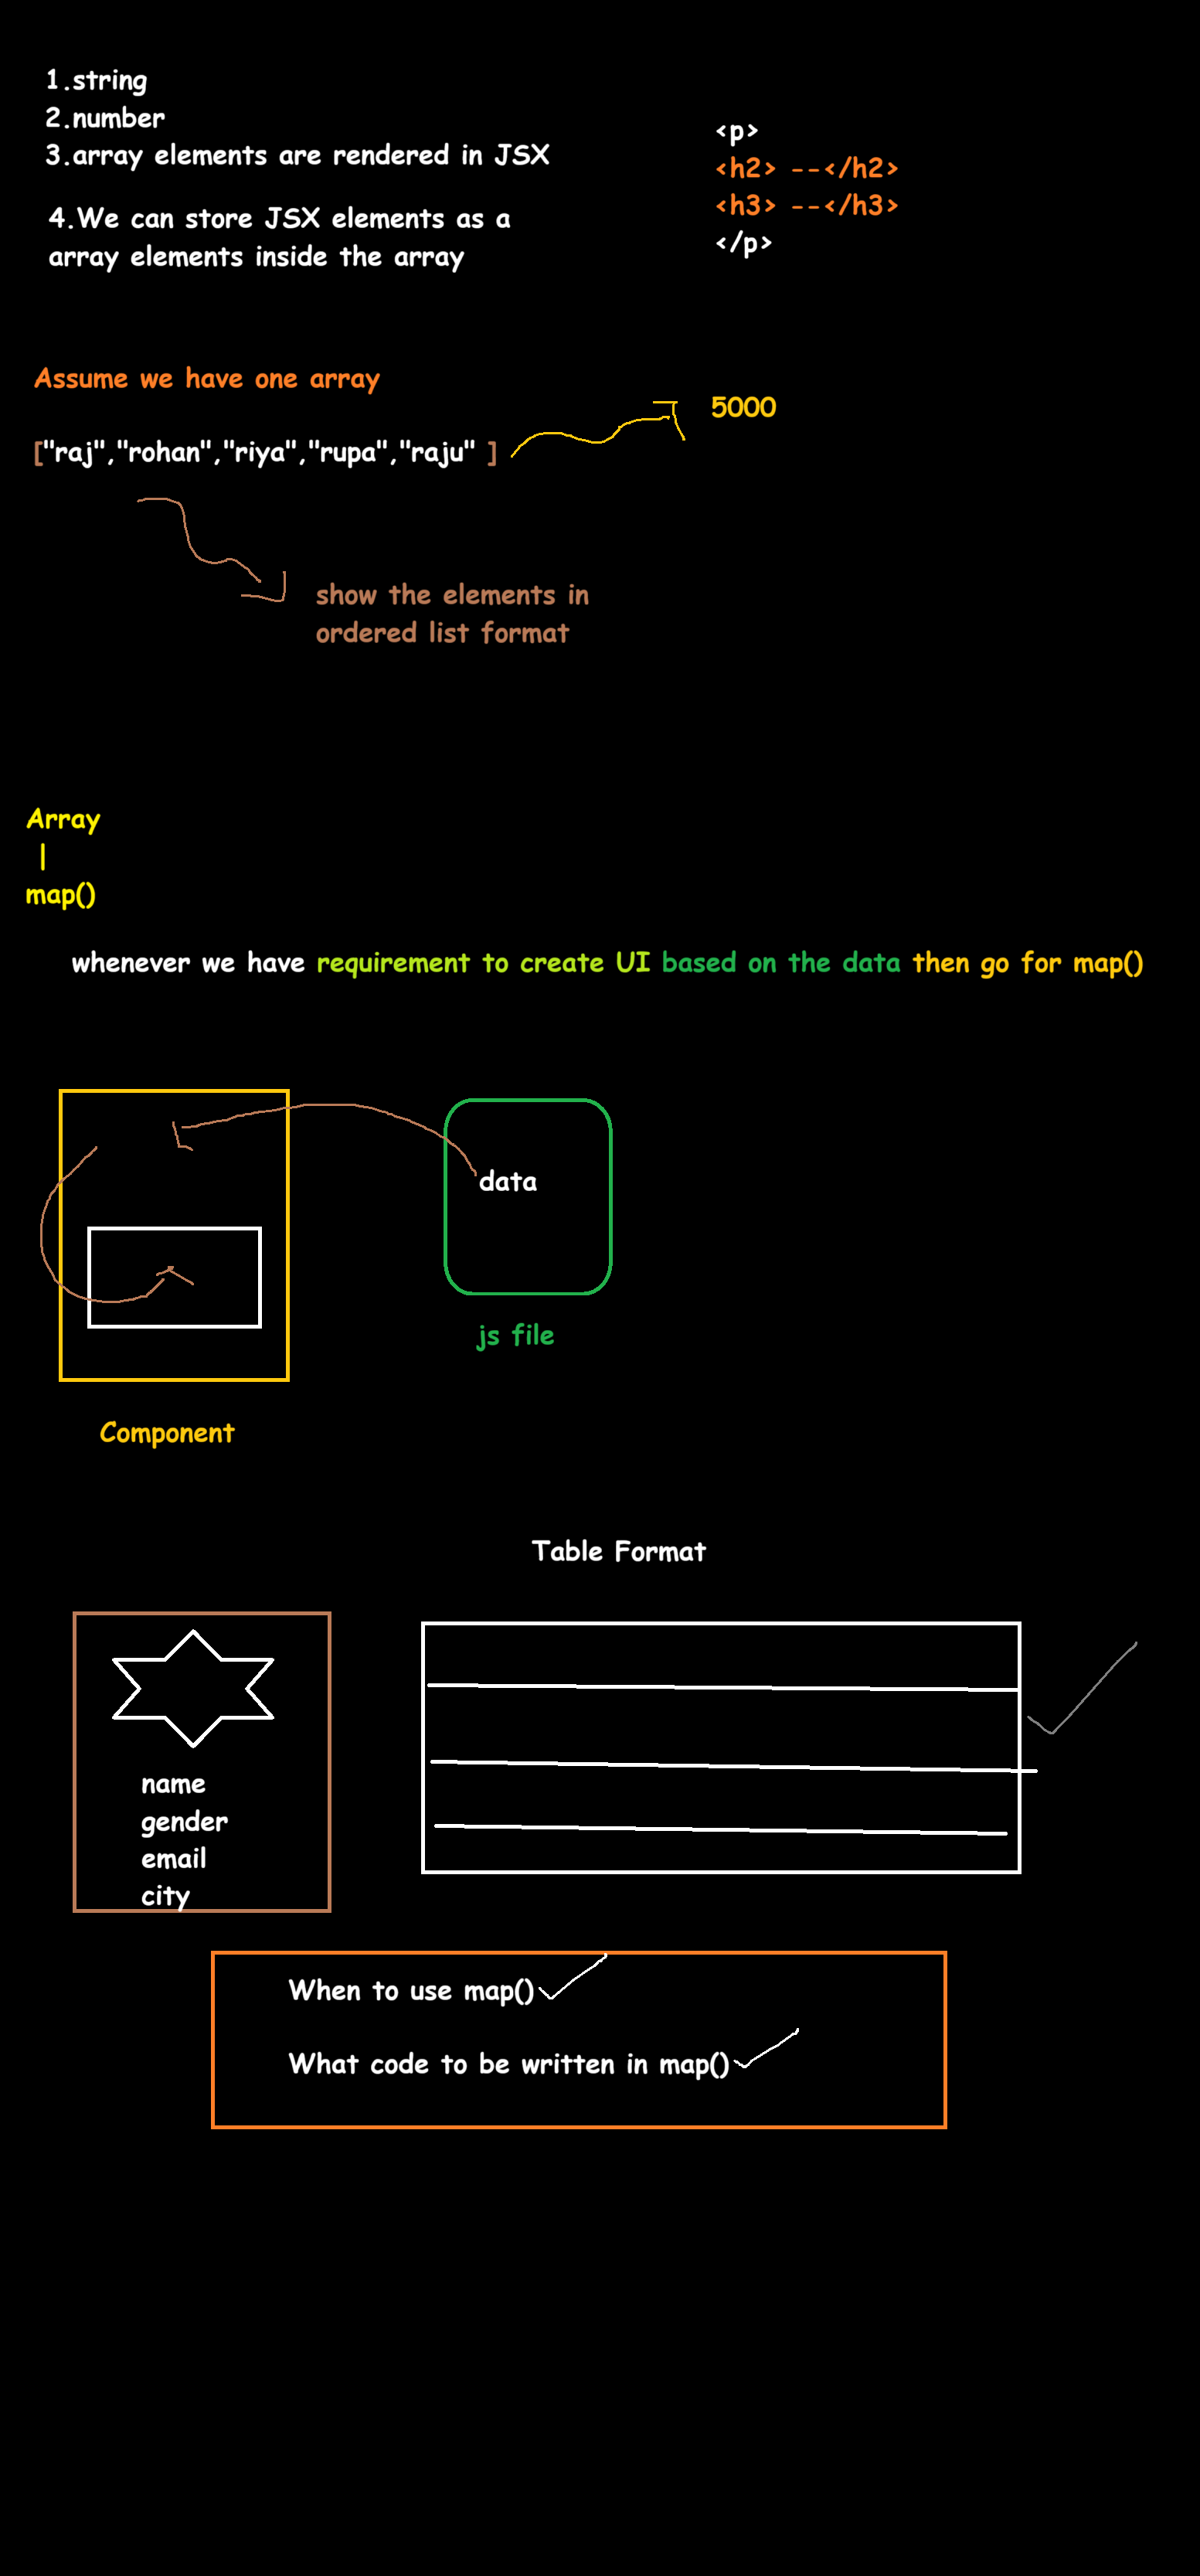 1.string
2.number
3.array elements are rendered in JSX
4.We can store JSX elements as a
array elements inside the array
<p>
<h2> --</h2>
<h3> --</h3>
</p>
Assume we have one array
["raj","rohan","riya","rupa","raju" ]
5000
show the elements in
ordered list format
Array
|
map()
whenever we have requirement to create UI based on the data then go for map()
data
js file
Component
Table Format
name
gender
email
city
When to use map()
What code to be written in map()